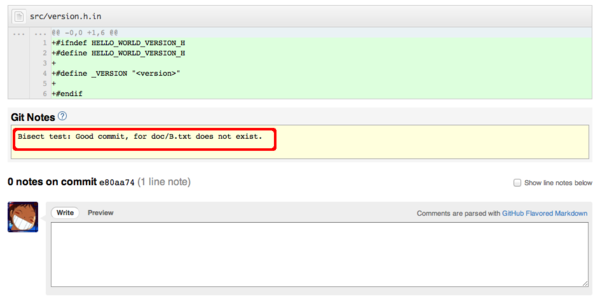 src/version.h.in
... ... @@ -0,0 +1,6 @@
1 +#ifndef HELLO_WORLD_VERSION_H
2 +#define HELLO_WORLD_VERSION_H
3 +
4 +#define _VERSION "<version>"
5 +
6 +#endif
Git Notes ?
Bisect test: Good commit, for doc/B.txt does not exist.
0 notes on commit e80aa74 (1 line note)
Show line notes below
Write Preview Comments are parsed with GitHub Flavored Markdown